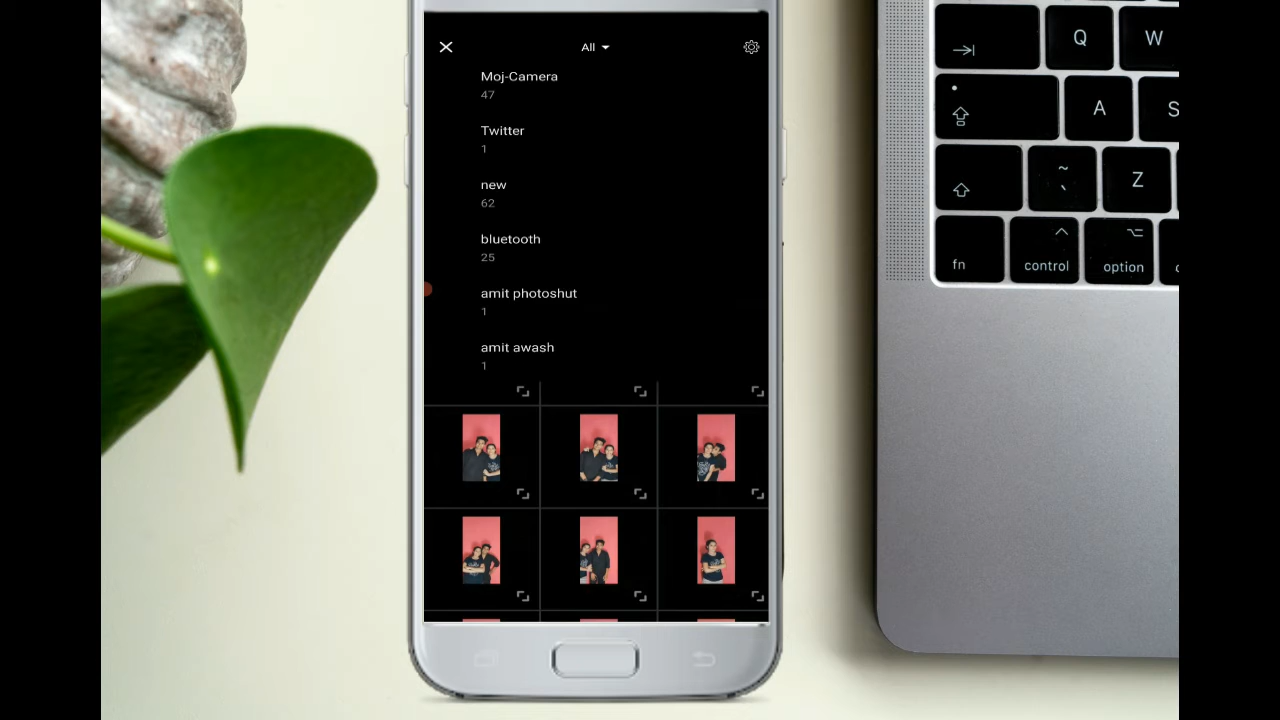 All
Moj-Camera
47
Twitter
1
new
62
bluetooth
25
amit photoshut
1
amit awash
1
Q
W
A
S
~
`
Z
fn
control
option